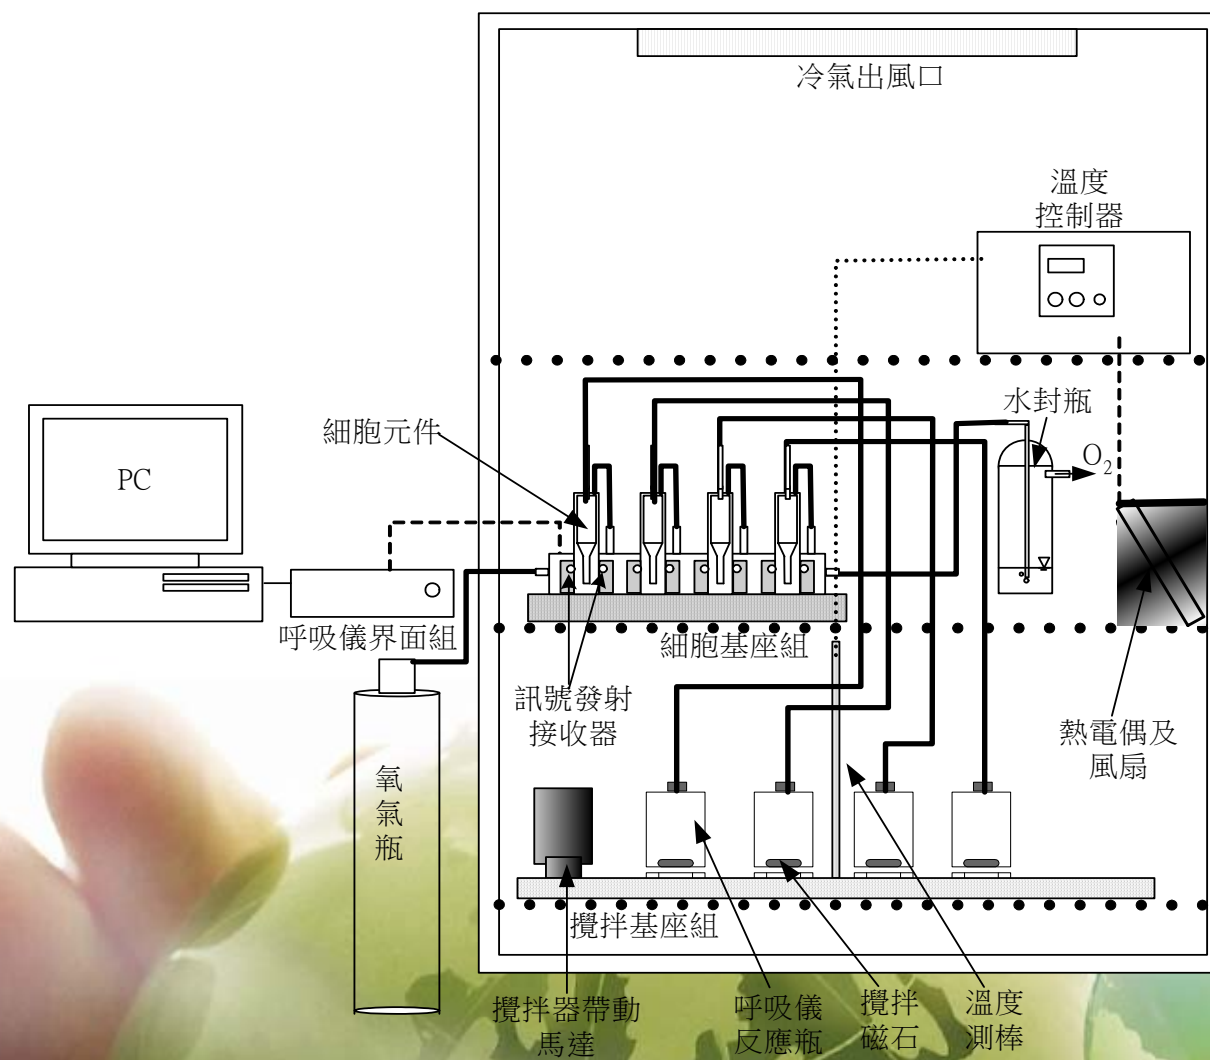 冷氣出風口
溫度
控制器
水封瓶
細胞元件
O2
PC
呼吸儀界面組
細胞基座組
訊號發射
接收器
熱電偶及
風扇
氧
氣
瓶
攪拌基座組
攪拌器帶動
馬達
呼吸儀
反應瓶
攪拌
磁石
溫度
測棒